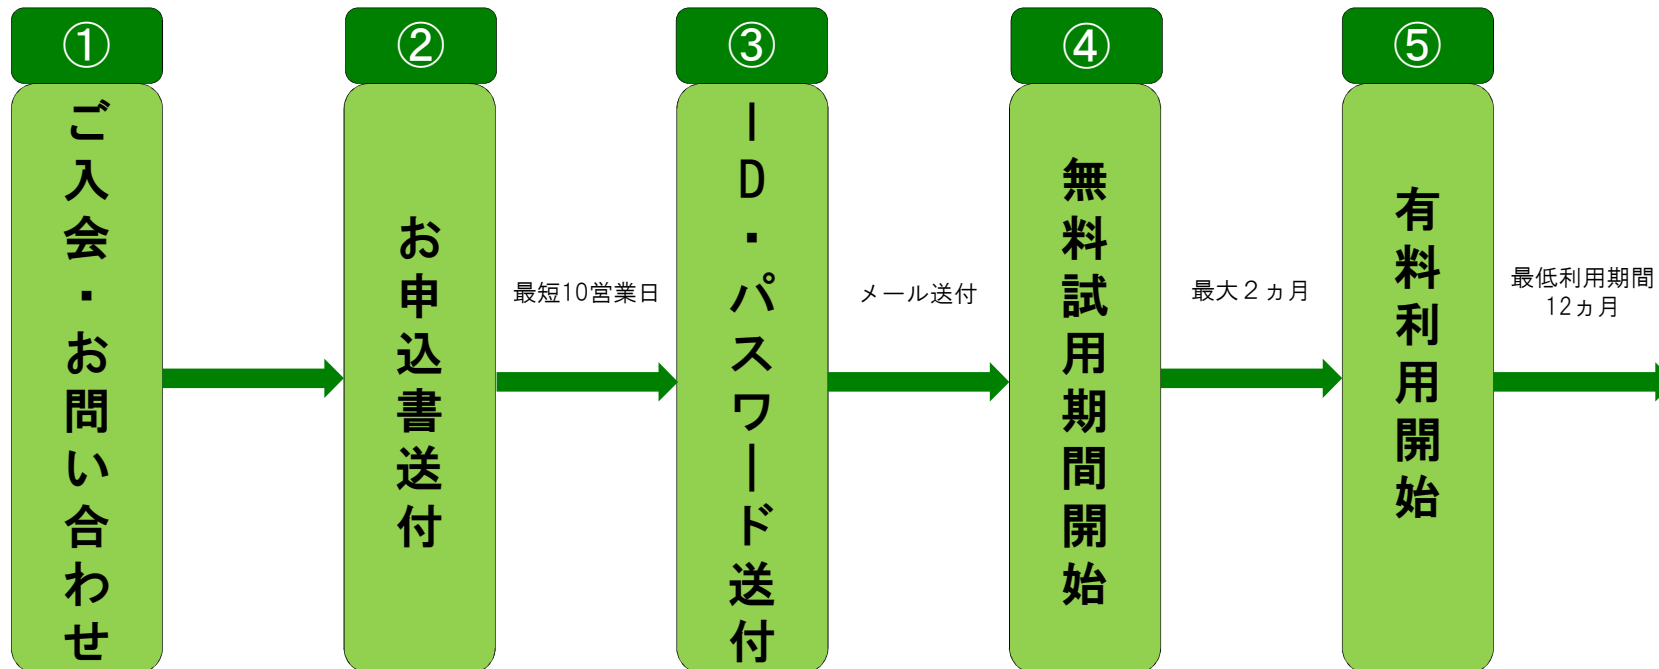 ①
ご入会・お問い合わせ
②
お申込書送付
最短10営業日
③
ID・パスワード送付
メール送付
④
無料試用期間開始
最大２ヵ月
⑤
有料利用開始
最低利用期間
12ヵ月